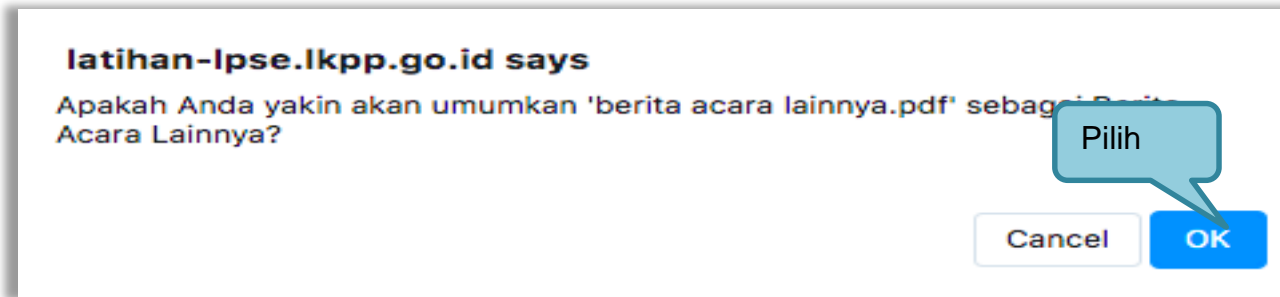 latihan-lpse.lkpp.go.id says
Apakah Anda yakin akan umumkan 'berita acara lainnya.pdf' sebagai
Acara Lainnya?
Pilih
Cancel
OK